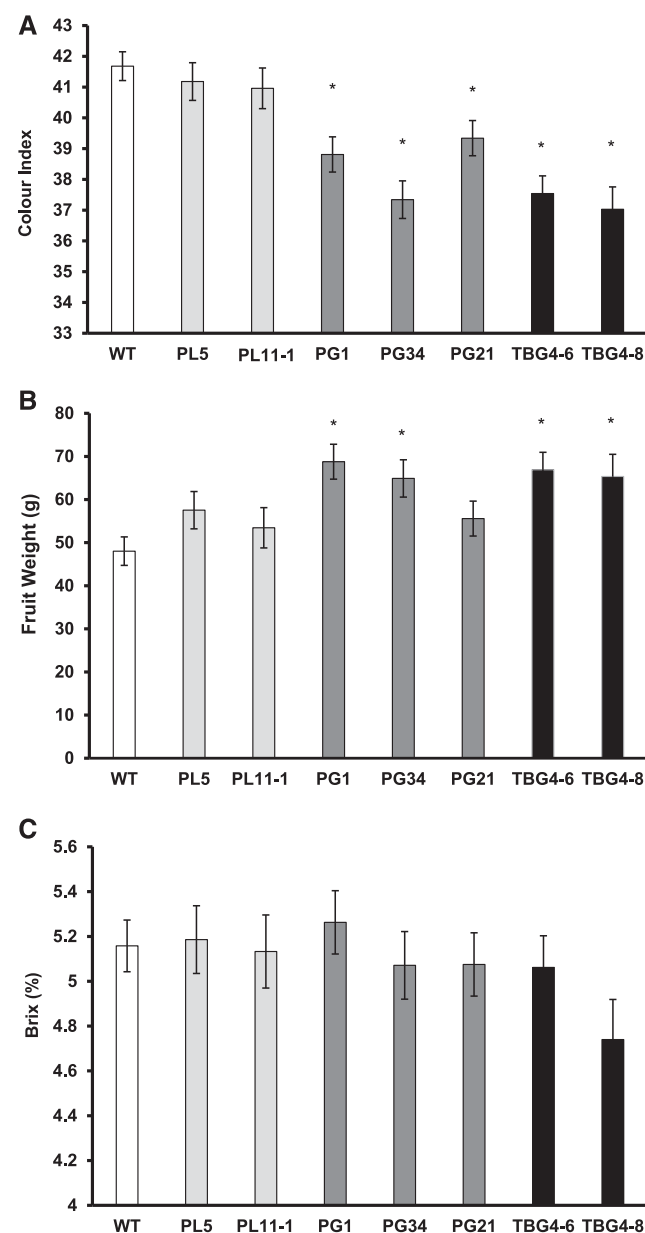 A
43
42
41
40
39
38
37
36
35
34
33
Colour Index
* * * * *
WT PL5 PL11-1 PG1 PG34 PG21 TBG4-6 TBG4-8
B
80
70
60
50
40
30
20
10
0
Fruit Weight (g)
* * * *
WT PL5 PL11-1 PG1 PG34 PG21 TBG4-6 TBG4-8
C
5.6
5.4
5.2
5
4.8
4.6
4.4
4.2
4
Brix (%)
WT PL5 PL11-1 PG1 PG34 PG21 TBG4-6 TBG4-8